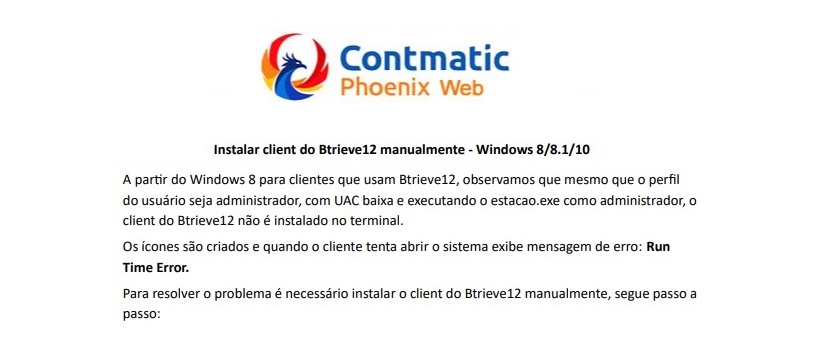 Contmatic
Phoenix Web
Instalar client do Btrieve12 manualmente - Windows 8/8.1/10
A partir do Windows 8 para clientes que usam Btrieve12, observamos que mesmo que o perfil
do usuário seja administrador, com UAC baixa e executando o estacao.exe como administrador, o
client do Btrieve12 não é instalado no terminal.
Os ícones são criados e quando o cliente tenta abrir o sistema exibe mensagem de erro: Run
Time Error.
Para resolver o problema é necessário instalar o client do Btrieve12 manualmente, segue passo a
passo: